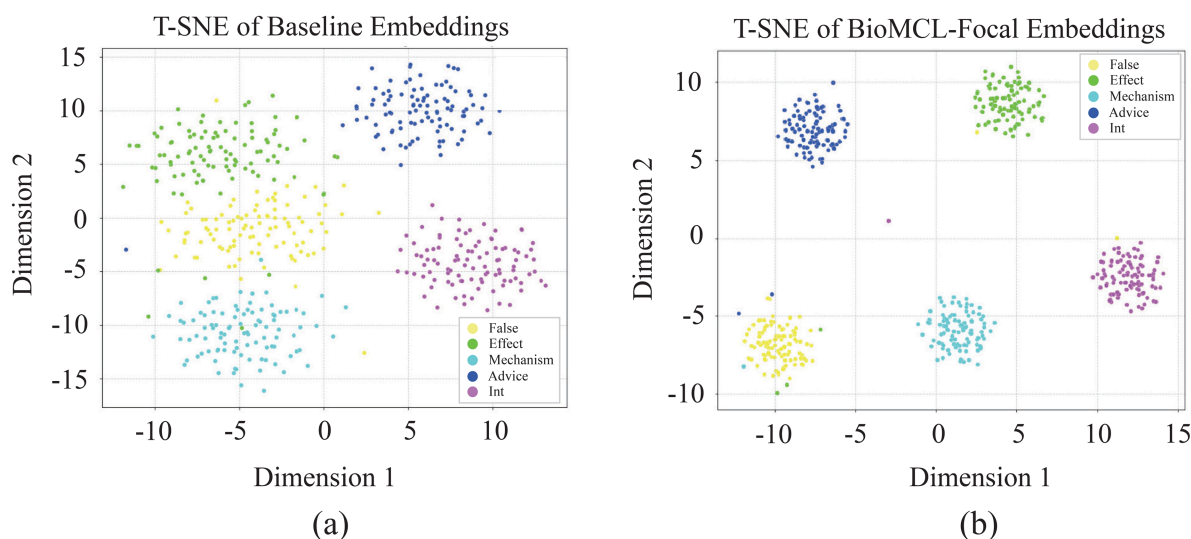 T-SNE of Baseline Embeddings
Dimension 2
15
10
5
0
-5
-10
-15
False
Effect
Mechanism
Advice
Int
-10
-5
0
5
10
Dimension 1
(a)
T-SNE of BioMCL-Focal Embeddings
Dimension 2
10
5
0
-5
-10
False
Effect
Mechanism
Advice
Int
-10
-5
0
5
10
15
Dimension 1
(b)